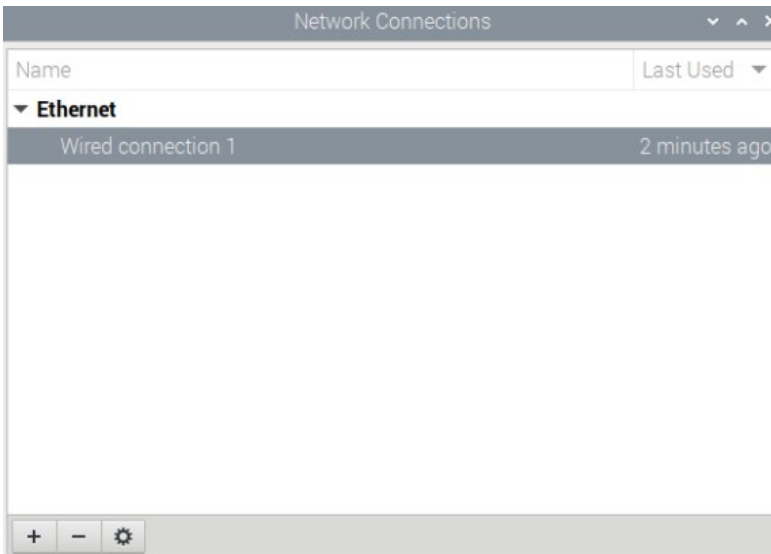 Network Connections
Name Last Used
Ethernet
Wired connection 1 2 minutes ago